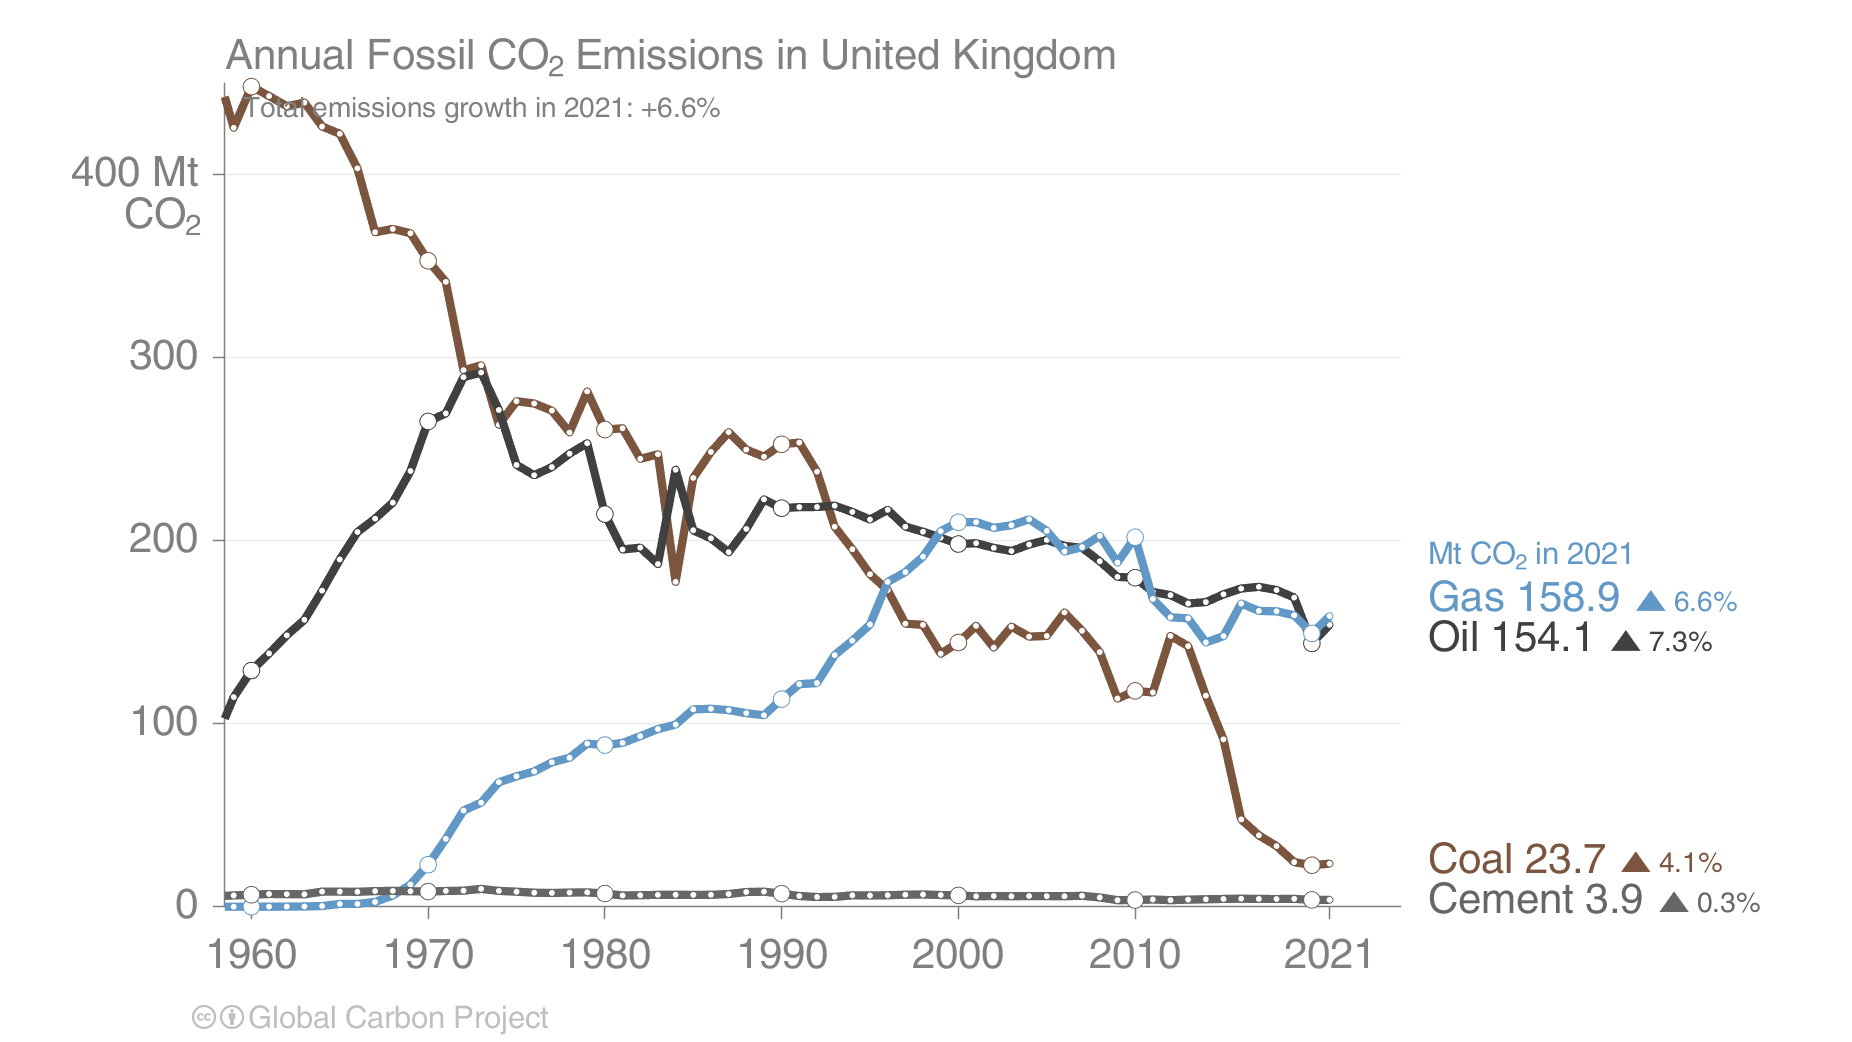 Annual Fossil CO₂ Emissions in United Kingdom
Total emissions growth in 2021: +6.6%
400 Mt
CO₂
300
200
100
0
1960 1970 1980 1990 2000 2010 2021
Mt CO₂ in 2021
Gas 158.9 ▲ 6.6%
Oil 154.1 ▲ 7.3%
Coal 23.7 ▲ 4.1%
Cement 3.9 ▲ 0.3%
cc Global Carbon Project